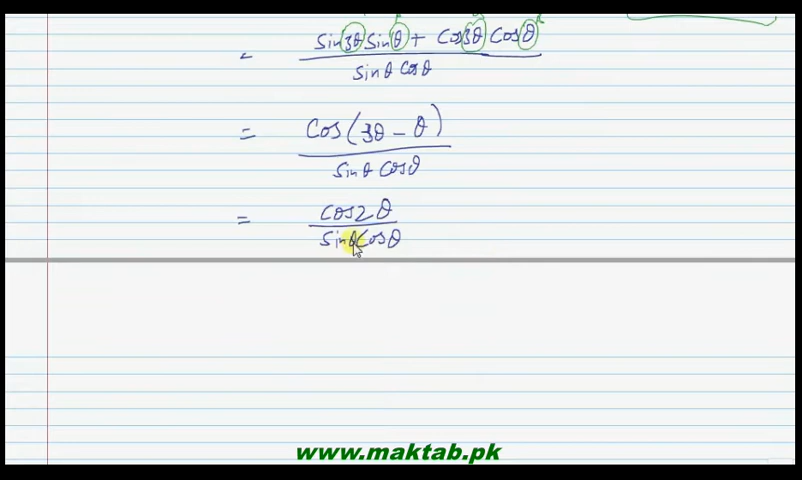 = sin3θ sinθ + Cos3θ Cosθ
sinθ cosθ
= Cos(3θ - θ)
sinθ cosθ
= cos2θ
sinθ cosθ
www.maktab.pk